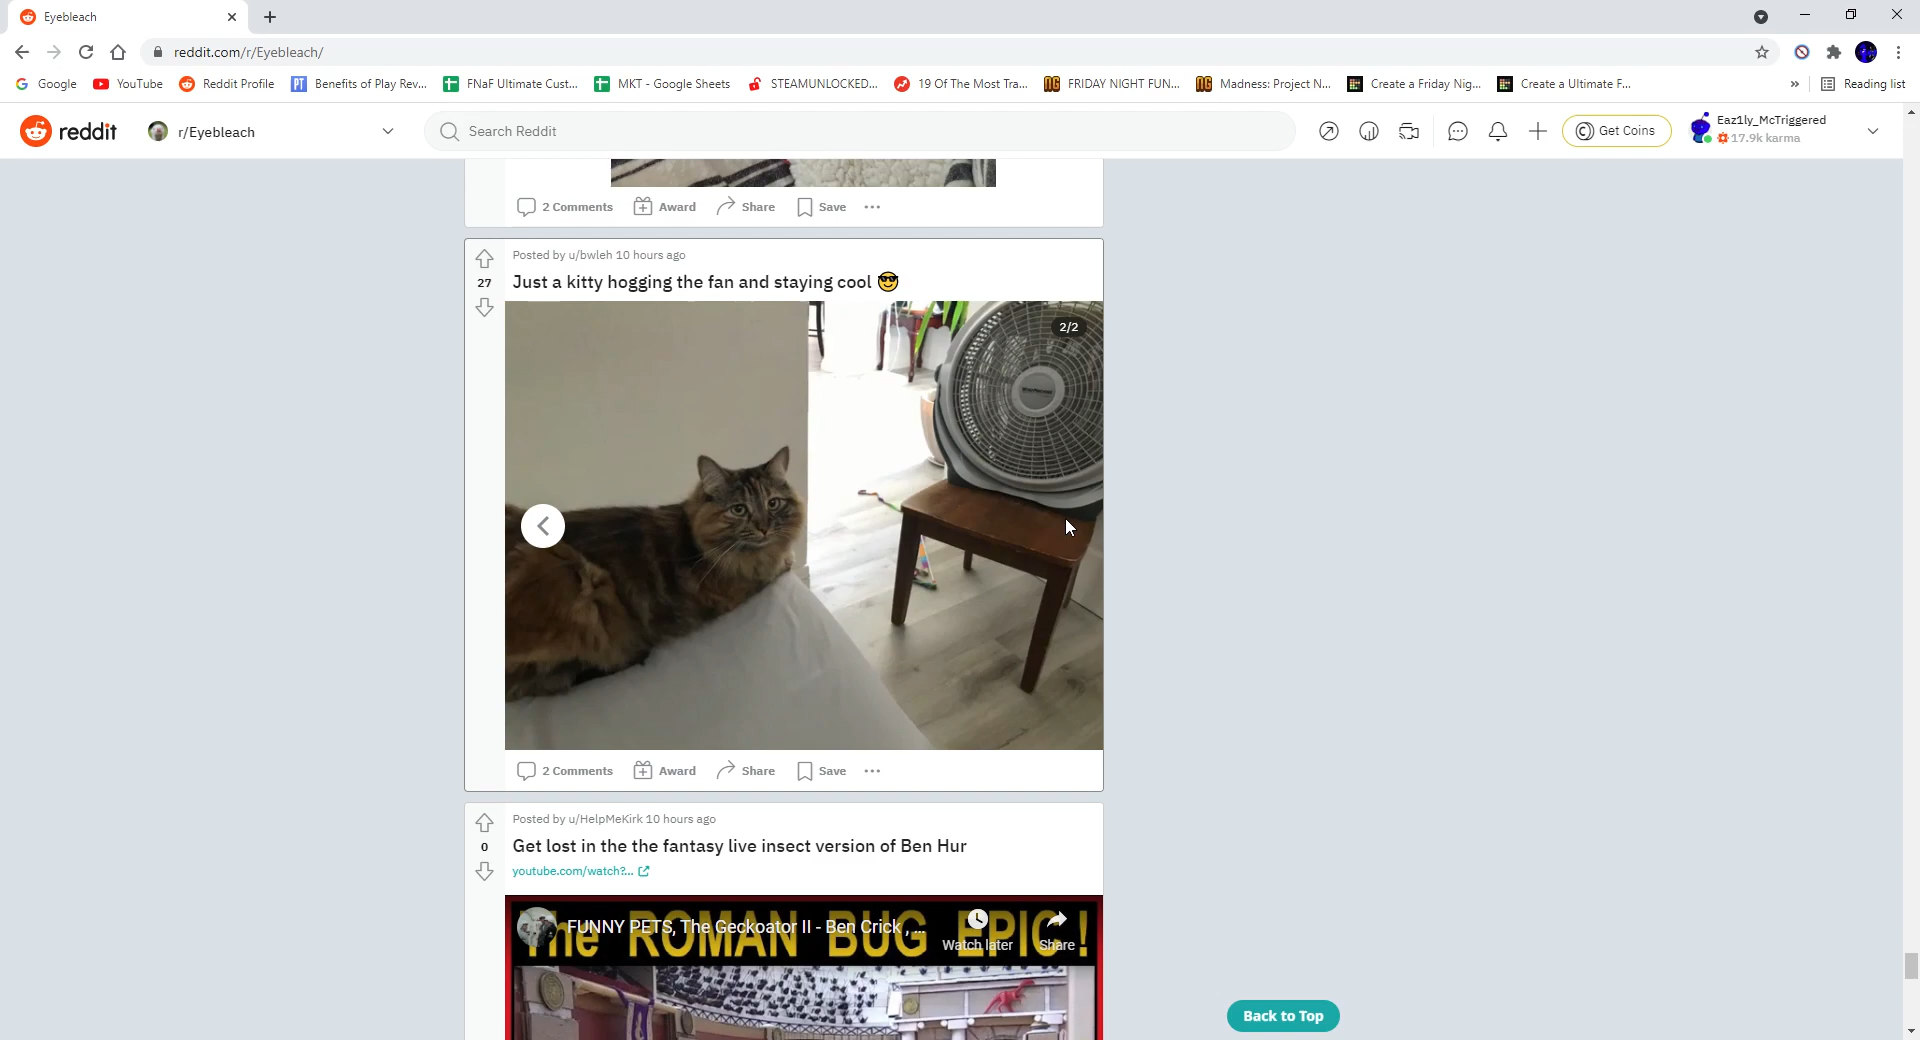 Eyebleach
reddit.com/r/Eyebleach/
Google YouTube Reddit Profile PT Benefits of Play Rev... FNaF Ultimate Cust... MKT - Google Sheets STEAMUNLOCKED... 19 Of The Most Tra... NG FRIDAY NIGHT FUN... NG Madness: Project N... Create a Friday Nig... Create a Ultimate F... » Reading list
reddit r/Eyebleach Search Reddit Get Coins Eaz1ly_McTriggered
17.9k karma
2 Comments Award Share Save ...
Posted by u/bwleh 10 hours ago
27 Just a kitty hogging the fan and staying cool 😎
2/2
2 Comments Award Share Save ...
Posted by u/HelpMeKirk 10 hours ago
0 Get lost in the the fantasy live insect version of Ben Hur
youtube.com/watch?...
FUNNY PETS, The Geckoator II - Ben Crick , ...
The ROMAN BUG EPIC!
Watch later Share
Back to Top